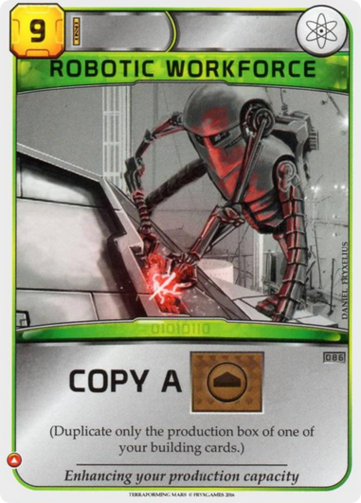 9
ROBOTIC WORKFORCE
DANIEL FRYXELIUS
01010110
086
COPY A
(Duplicate only the production box of one of
your building cards.)
Enhancing your production capacity
TERRAFORMING MARS © FRYXGAMES 2016